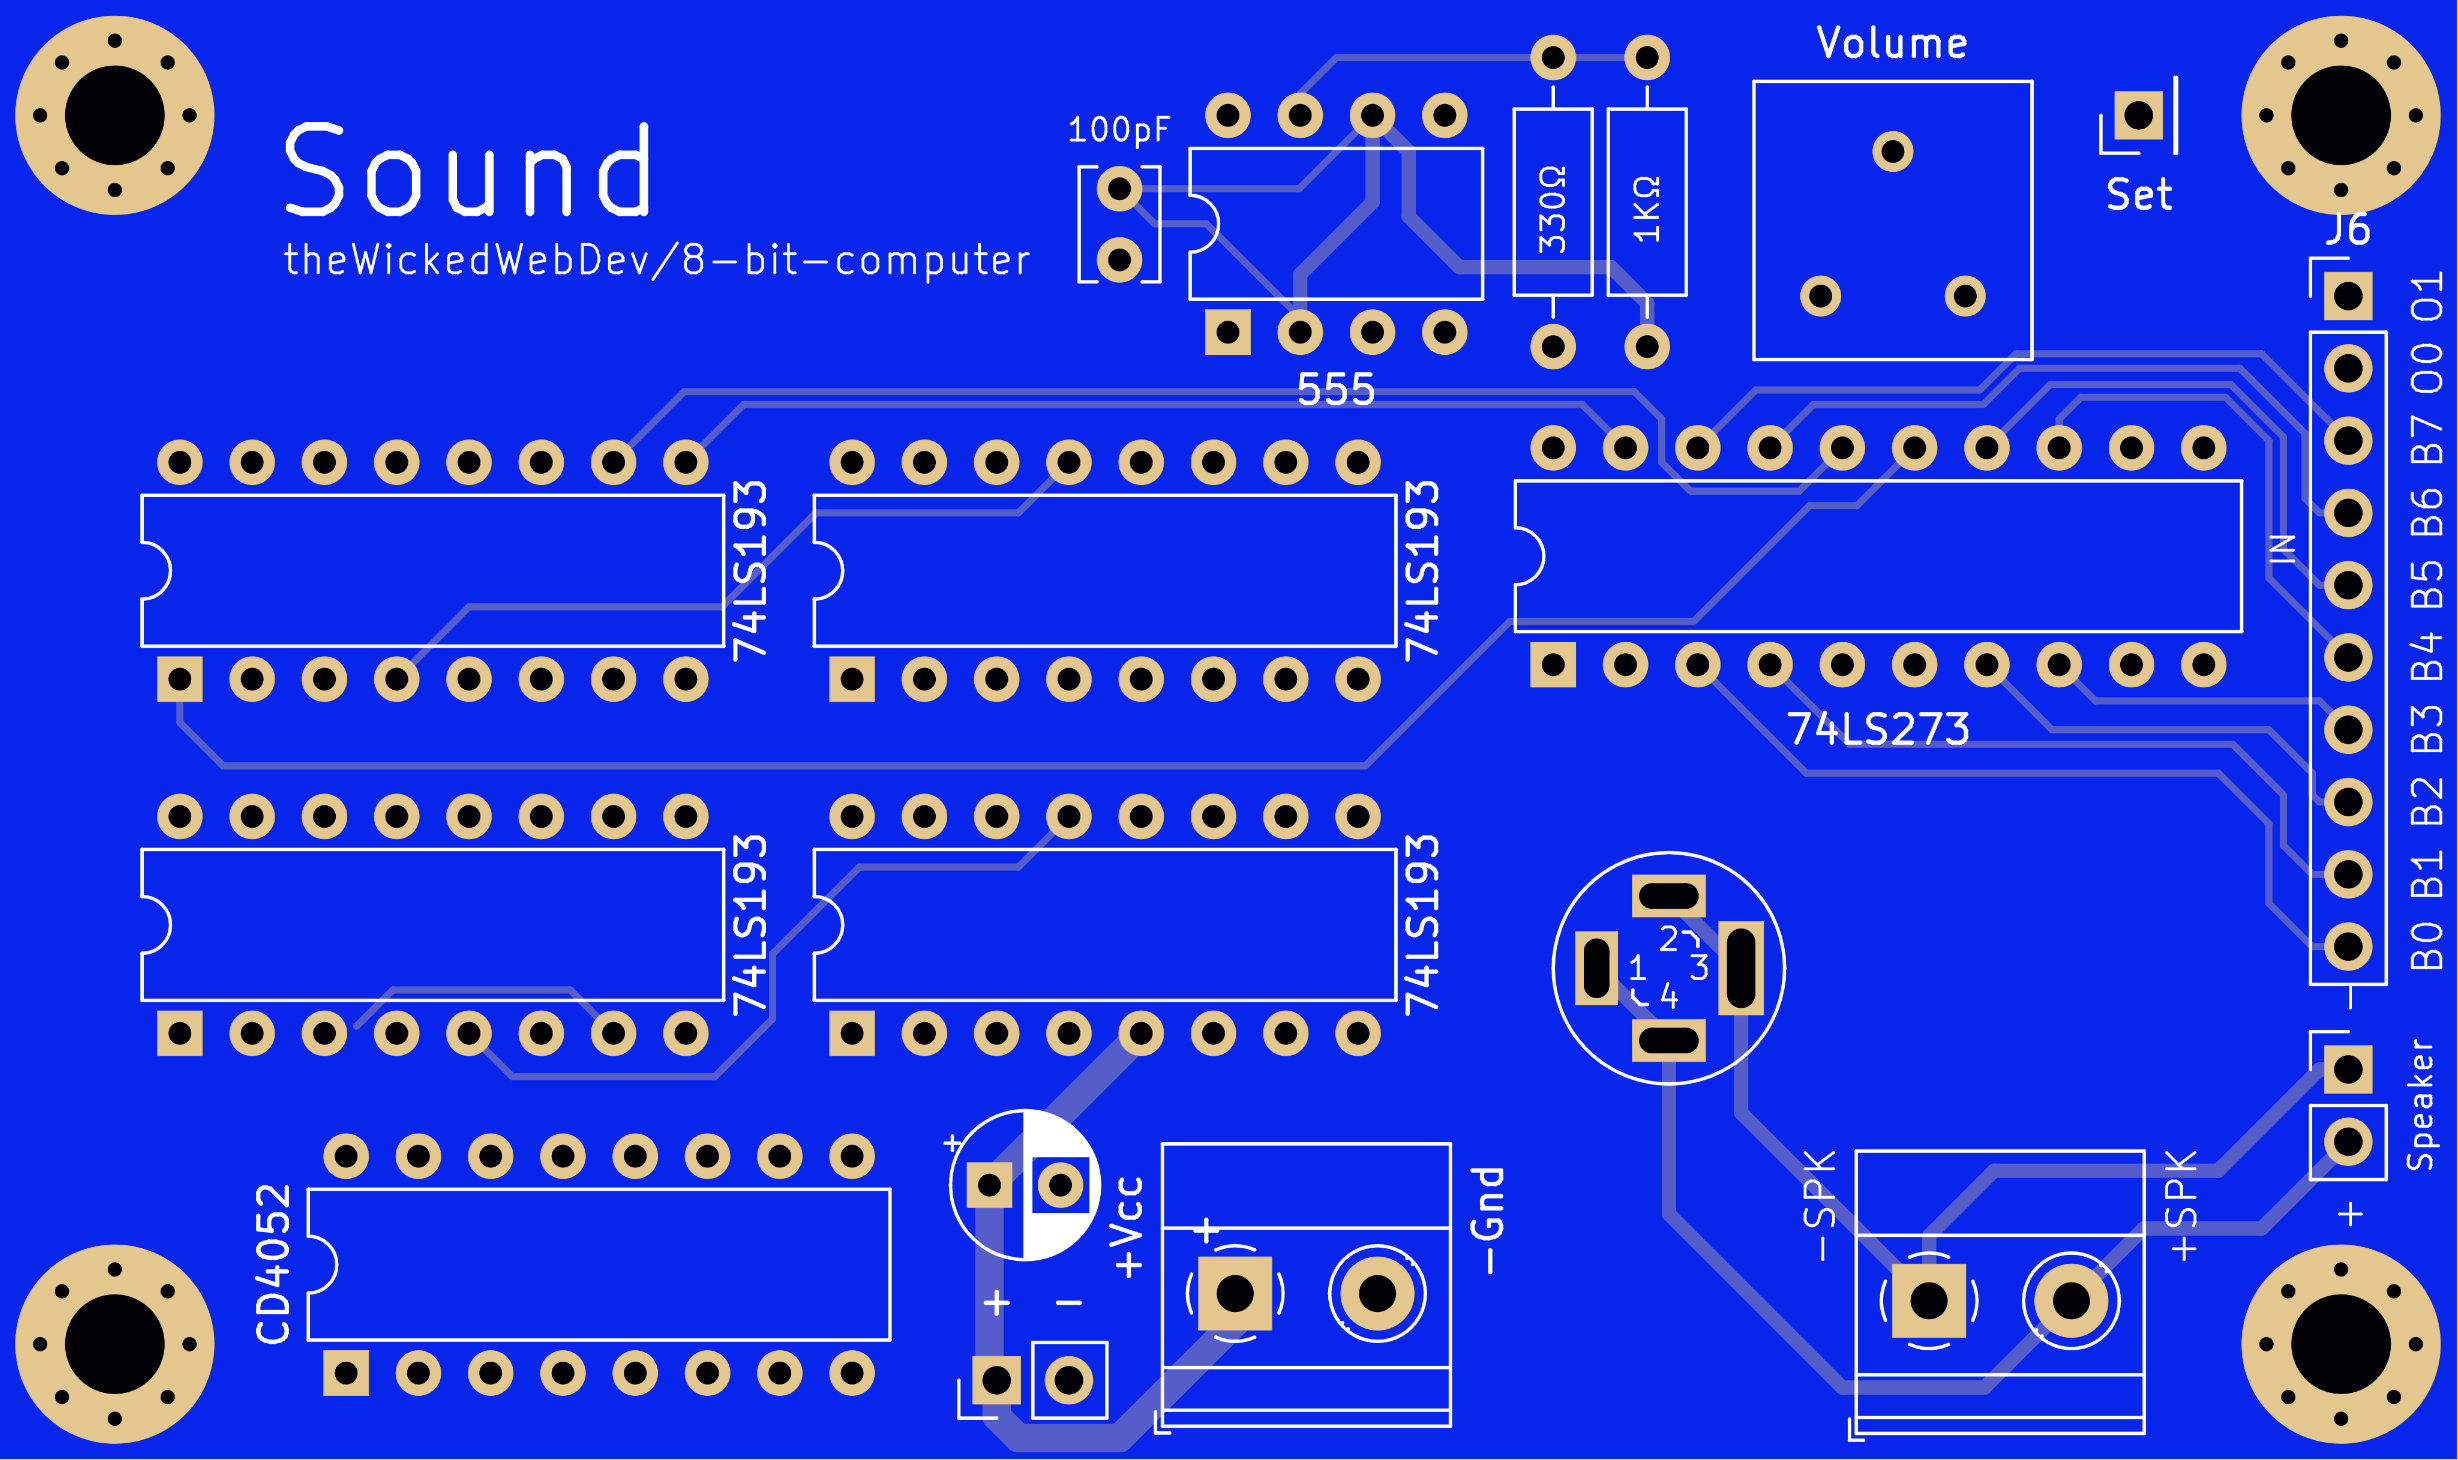 Sound
theWickedWebDev/8-bit-computer
100pF
555
330Ω
1KΩ
Volume
Set
J6
IN
B0 B1 B2 B3 B4 B5 B6 B7 O0 O1
74LS193
74LS193
74LS273
74LS193
74LS193
2
1 3
4
CD4052
+
+Vcc
+ -
+
-Gnd
-SPK
+SPK
-
Speaker
+